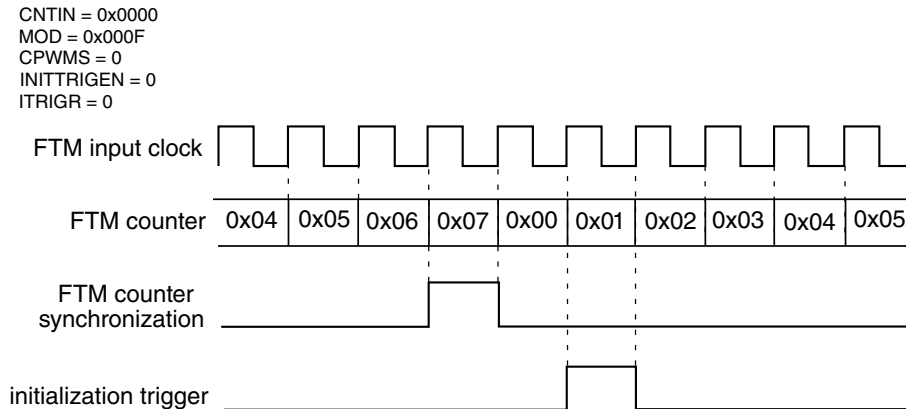 CNTIN = 0x0000
MOD = 0x000F
CPWMS = 0
INITTRIGEN = 0
ITRIGR = 0
FTM input clock
FTM counter 0x04 0x05 0x06 0x07 0x00 0x01 0x02 0x03 0x04 0x05
FTM counter
synchronization
initialization trigger